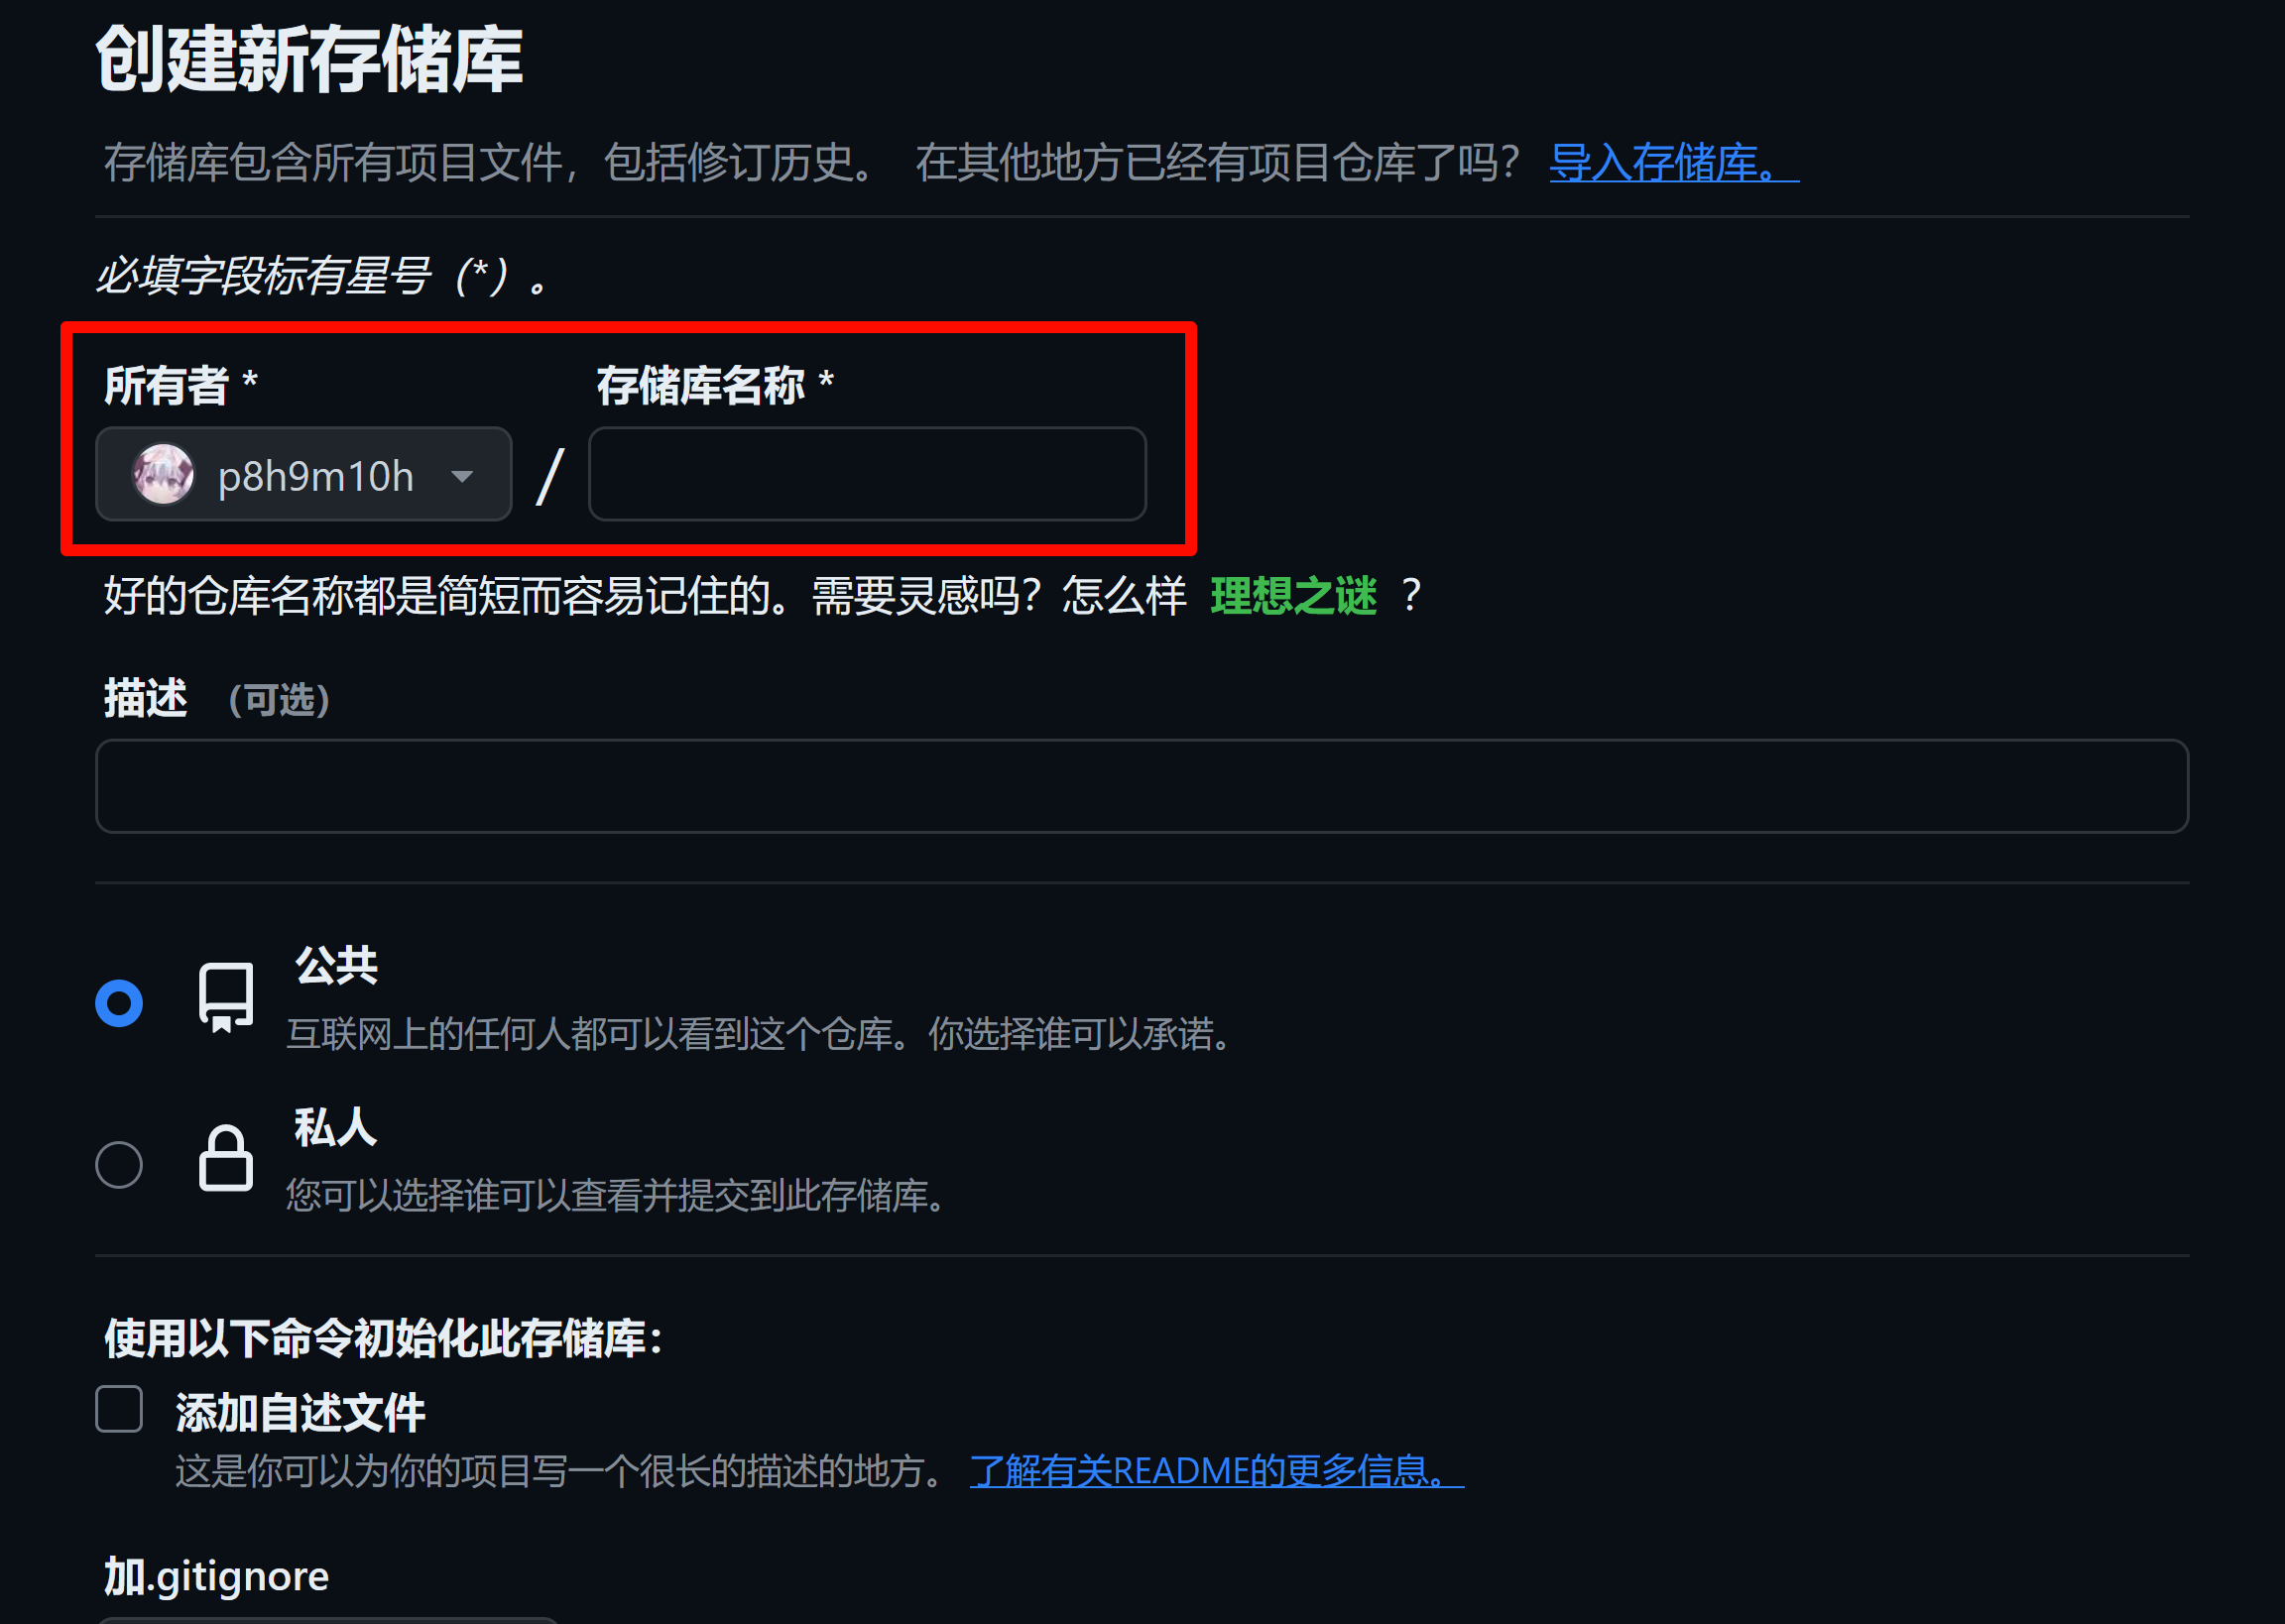 创建新存储库
存储库包含所有项目文件，包括修订历史。 在其他地方已经有项目仓库了吗？ 导入存储库。
必填字段标有星号（*）。
所有者 * 存储库名称 *
p8h9m10h /
好的仓库名称都是简短而容易记住的。需要灵感吗？怎么样 理想之谜 ？
描述 （可选）
公共
互联网上的任何人都可以看到这个仓库。你选择谁可以承诺。
私人
您可以选择谁可以查看并提交到此存储库。
使用以下命令初始化此存储库：
添加自述文件
这是你可以为你的项目写一个很长的描述的地方。 了解有关README的更多信息。
加.gitignore